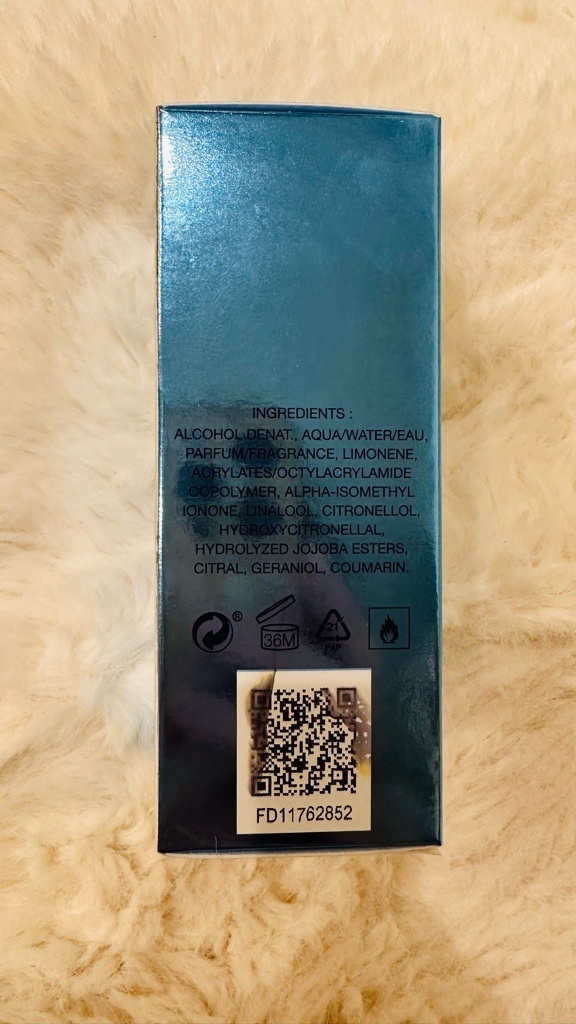 INGREDIENTS :
ALCOHOL DENAT., AQUA/WATER/EAU,
PARFUM/FRAGRANCE, LIMONENE,
ACRYLATES/OCTYLACRYLAMIDE
COPOLYMER, ALPHA-ISOMETHYL
IONONE, LINALOOL, CITRONELLOL,
HYDROXYCITRONELLAL,
HYDROLYZED JOJOBA ESTERS,
CITRAL, GERANIOL, COUMARIN.
® 36M 21
PAP
FD11762852